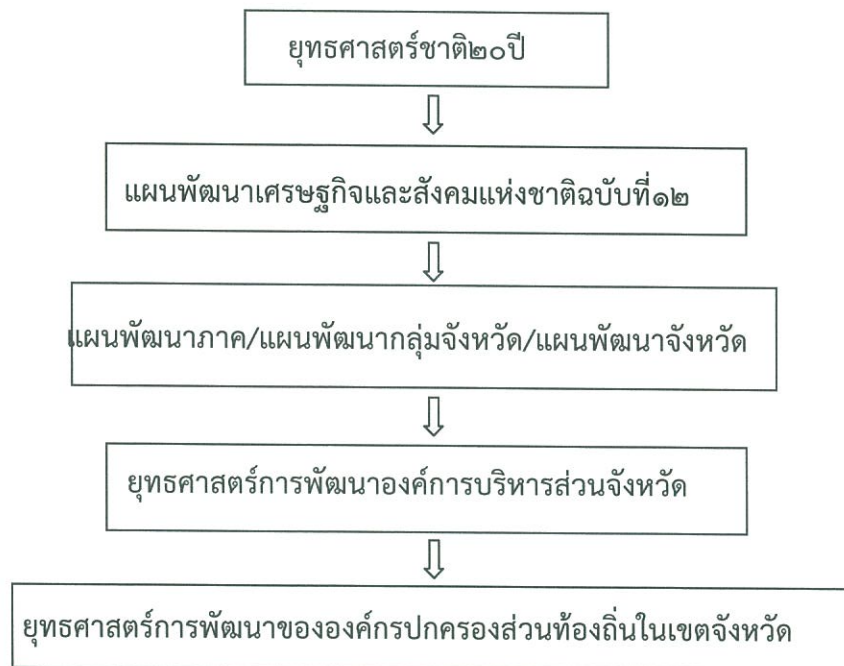 ยุทธศาสตร์ชาติ๒๐ปี
แผนพัฒนาเศรษฐกิจและสังคมแห่งชาติฉบับที่๑๒
แผนพัฒนาภาค/แผนพัฒนากลุ่มจังหวัด/แผนพัฒนาจังหวัด
ยุทธศาสตร์การพัฒนาองค์การบริหารส่วนจังหวัด
ยุทธศาสตร์การพัฒนาขององค์กรปกครองส่วนท้องถิ่นในเขตจังหวัด